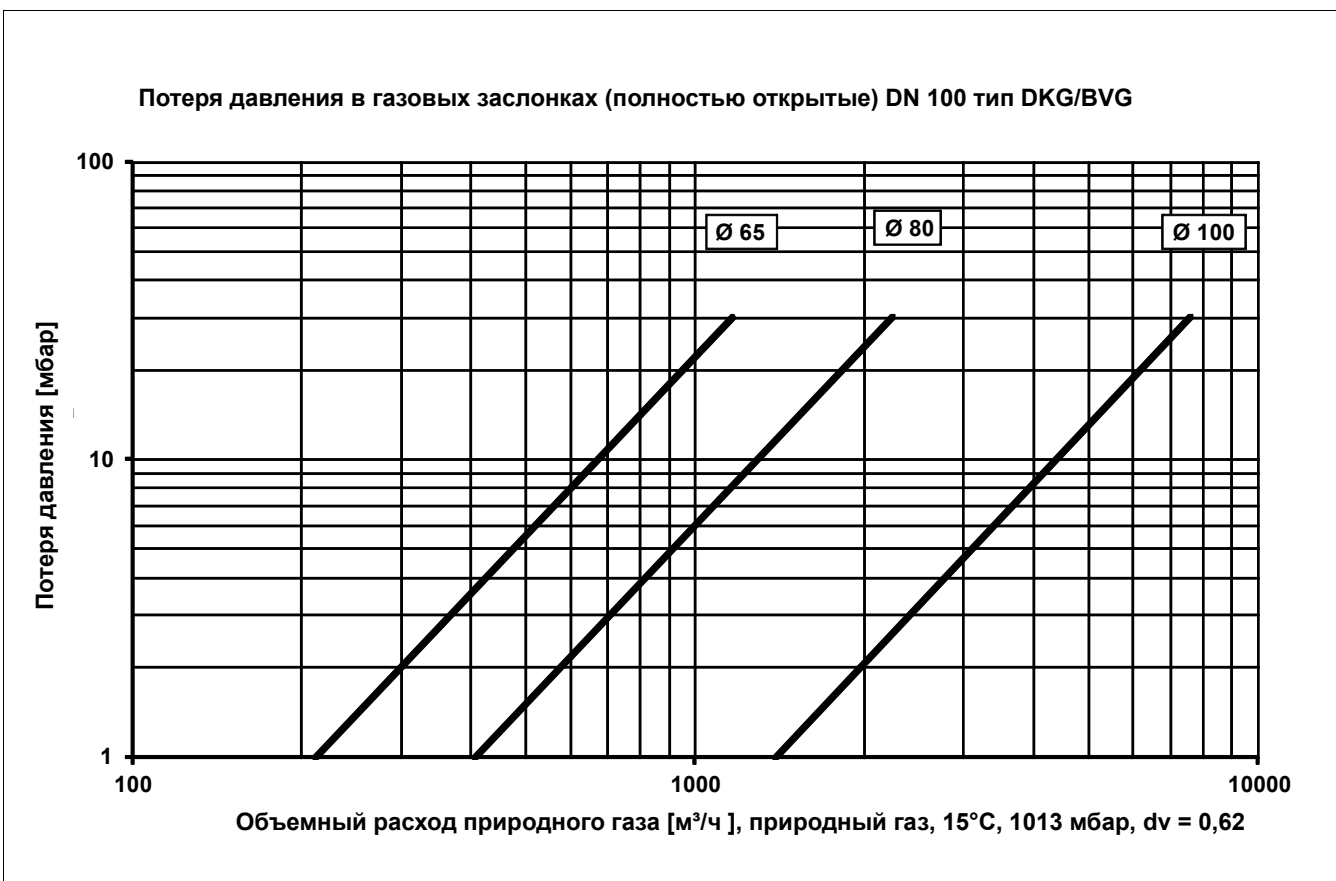 Потеря давления в газовых заслонках (полностью открытые) DN 100 тип DKG/BVG
100
Ø 65
Ø 80
Ø 100
Потеря давления [мбар]
10
1
100
1000
10000
Объемный расход природного газа [м³/ч ], природный газ, 15°C, 1013 мбар, dv = 0,62